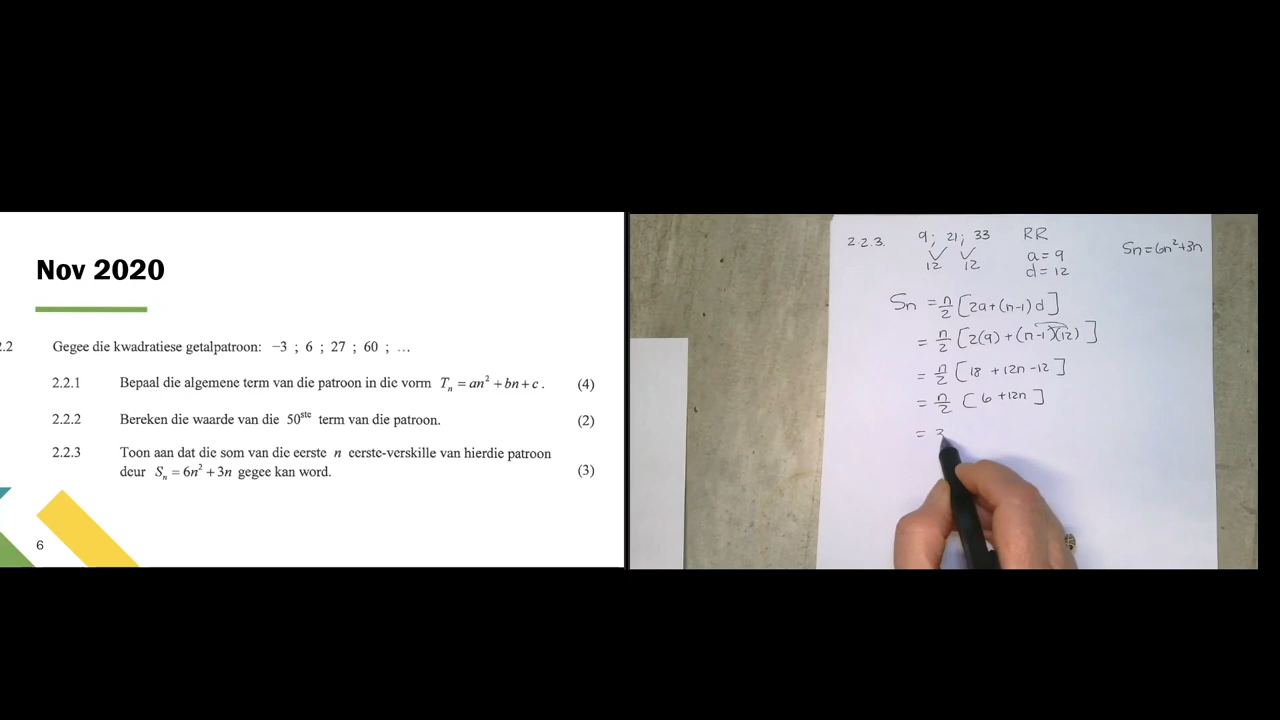 Nov 2020
2.2 Gegee die kwadratiese getalpatroon: −3 ; 6 ; 27 ; 60 ; …
2.2.1 Bepaal die algemene term van die patroon in die vorm Tₙ = an² + bn + c. (4)
2.2.2 Bereken die waarde van die 50ˢᵗᵉ term van die patroon. (2)
2.2.3 Toon aan dat die som van die eerste n eerste-verskille van hierdie patroon
deur Sₙ = 6n² + 3n gegee kan word. (3)
6
2.2.3. 9; 21; 33 RR Sn=6n²+3n
12 12 a = 9
d = 12
Sn = n/2 [2a+(n-1)d]
= n/2 [2(9) + (n-1)(12)]
= n/2 [18 + 12n -12]
= n/2 [6 +12n]
= 3